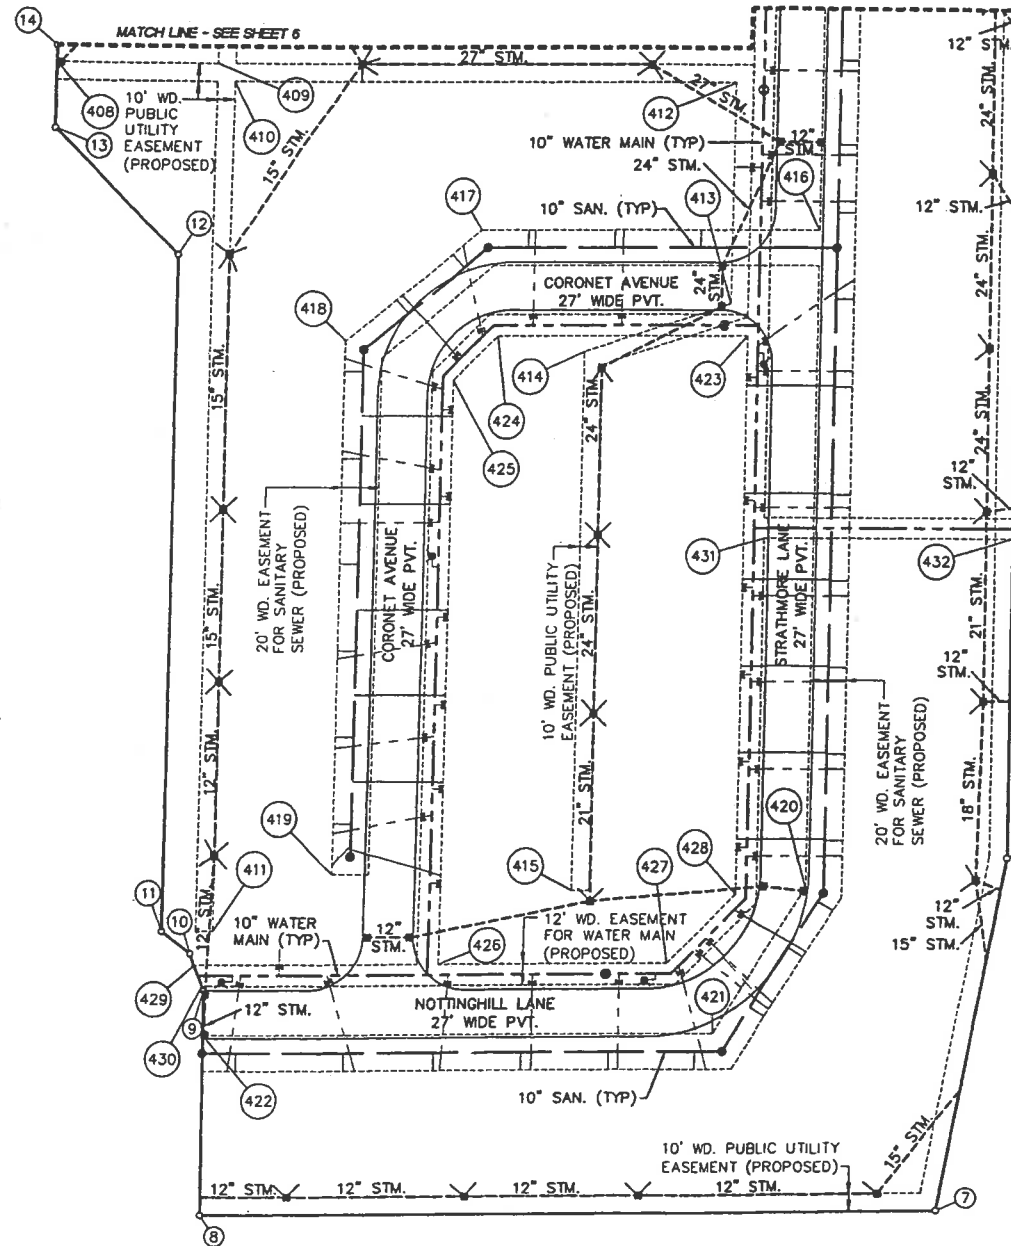 14
MATCH LINE - SEE SHEET 6
27" STM.
12" STM.
408
10' WD.
PUBLIC
UTILITY
EASEMENT
(PROPOSED)
409
410
13
15" STM.
27" STM.
412
10" WATER MAIN (TYP)
24" STM.
12"
STM.
24" STM.
416
12" STM.
417
413
10" SAN. (TYP)
12
CORONET AVENUE
27' WIDE PVT.
24"
STM.
24" STM.
418
15" STM.
414
423
424
425
24" STM.
24" STM.
12"
STM.
20' WD. EASEMENT
FOR SANITARY
SEWER (PROPOSED)
CORONET AVENUE
27' WIDE PVT.
10' WD. PUBLIC UTILITY
EASEMENT (PROPOSED)
431
STRATHMORE LANE
27' WIDE PVT.
432
15" STM.
24" STM.
21" STM.
12"
STM.
12" STM.
21" STM.
20' WD. EASEMENT
FOR SANITARY
SEWER (PROPOSED)
18" STM.
419
420
411
415
427
428
11
10
12" STM.
10" WATER
MAIN (TYP)
12"
STM.
426
12' WD. EASEMENT
FOR WATER MAIN
(PROPOSED)
12"
STM.
15" STM.
429
9
12" STM.
NOTTINGHILL LANE
27' WIDE PVT.
421
430
422
10" SAN. (TYP)
10' WD. PUBLIC UTILITY
EASEMENT (PROPOSED)
15" STM.
12" STM.
12" STM.
12" STM.
12" STM.
8
7